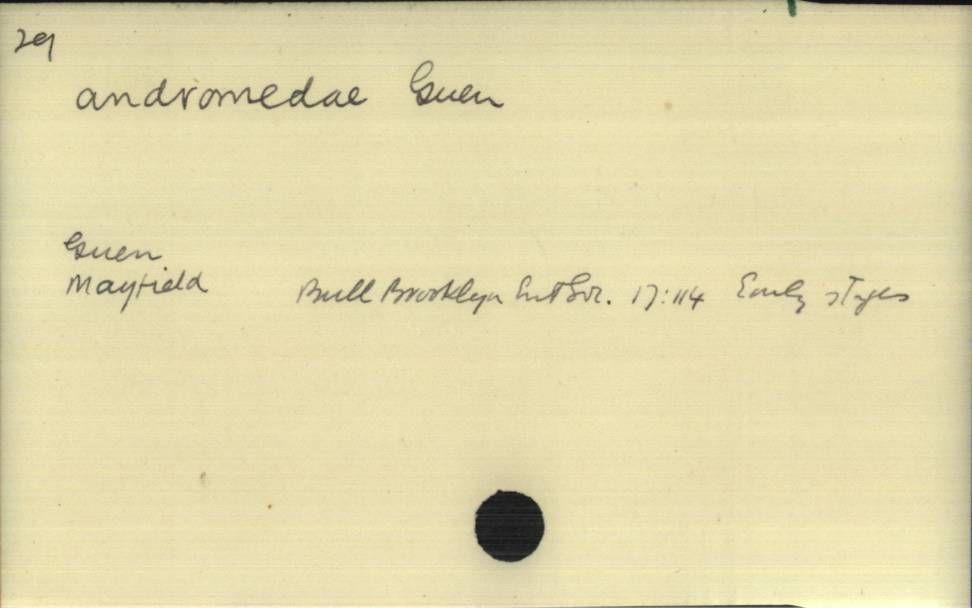 29
andromedae Guen
Guen
Mayfield Bull Brooklyn Ent Soc. 17:114 Early stages